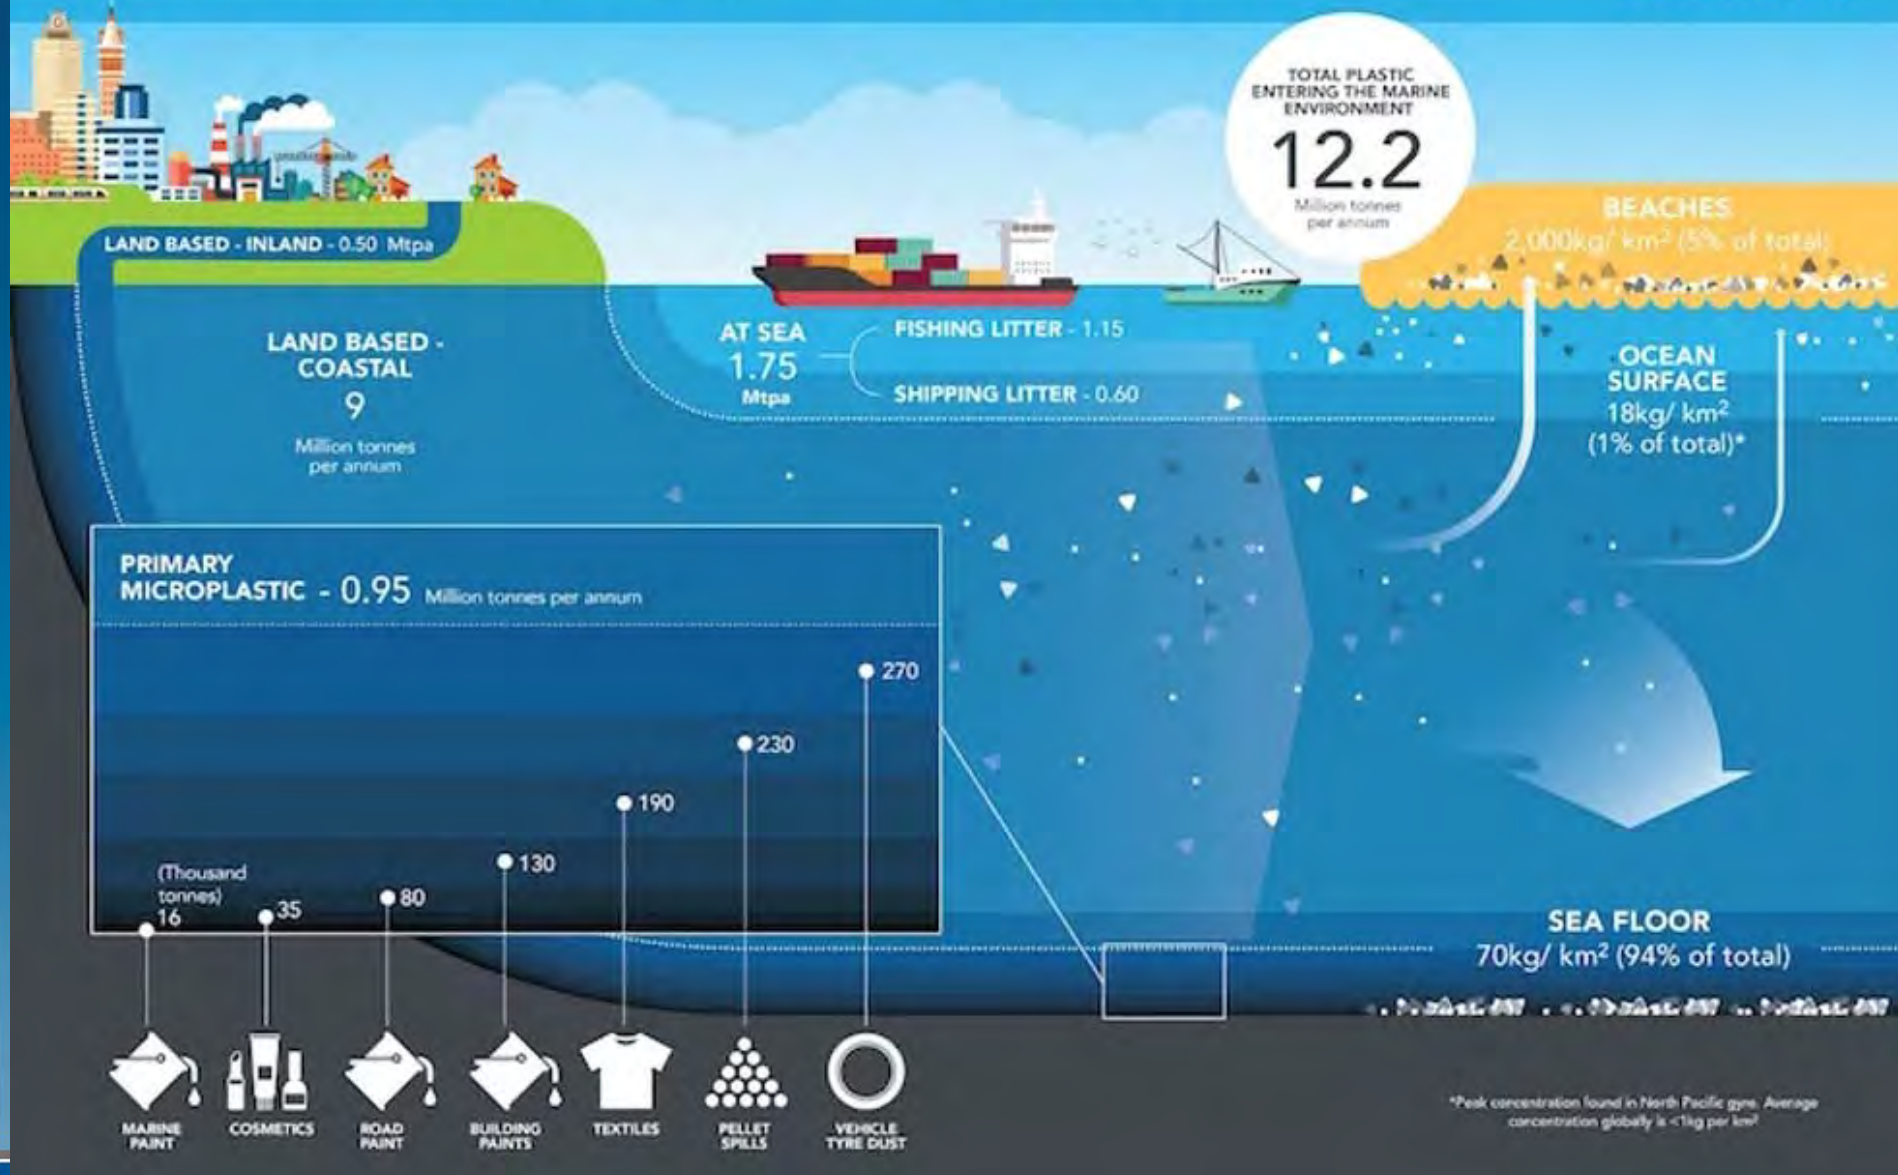 TOTAL PLASTIC
ENTERING THE MARINE
ENVIRONMENT
12.2
Million tonnes
per annum
LAND BASED - INLAND - 0.50 Mtpa
BEACHES
2,000kg/ km² (5% of total)
LAND BASED -
COASTAL
9
Million tonnes
per annum
AT SEA
1.75
Mtpa
FISHING LITTER - 1.15
SHIPPING LITTER - 0.60
OCEAN
SURFACE
18kg/ km²
(1% of total)*
PRIMARY
MICROPLASTIC - 0.95 Million tonnes per annum
(Thousand
tonnes)
16
35
80
130
190
230
270
MARINE
PAINT
COSMETICS
ROAD
PAINT
BUILDING
PAINTS
TEXTILES
PELLET
SPILLS
VEHICLE
TYRE DUST
SEA FLOOR
70kg/ km² (94% of total)
*Peak concentration found in North Pacific gyre. Average
concentration globally is <1kg per km²